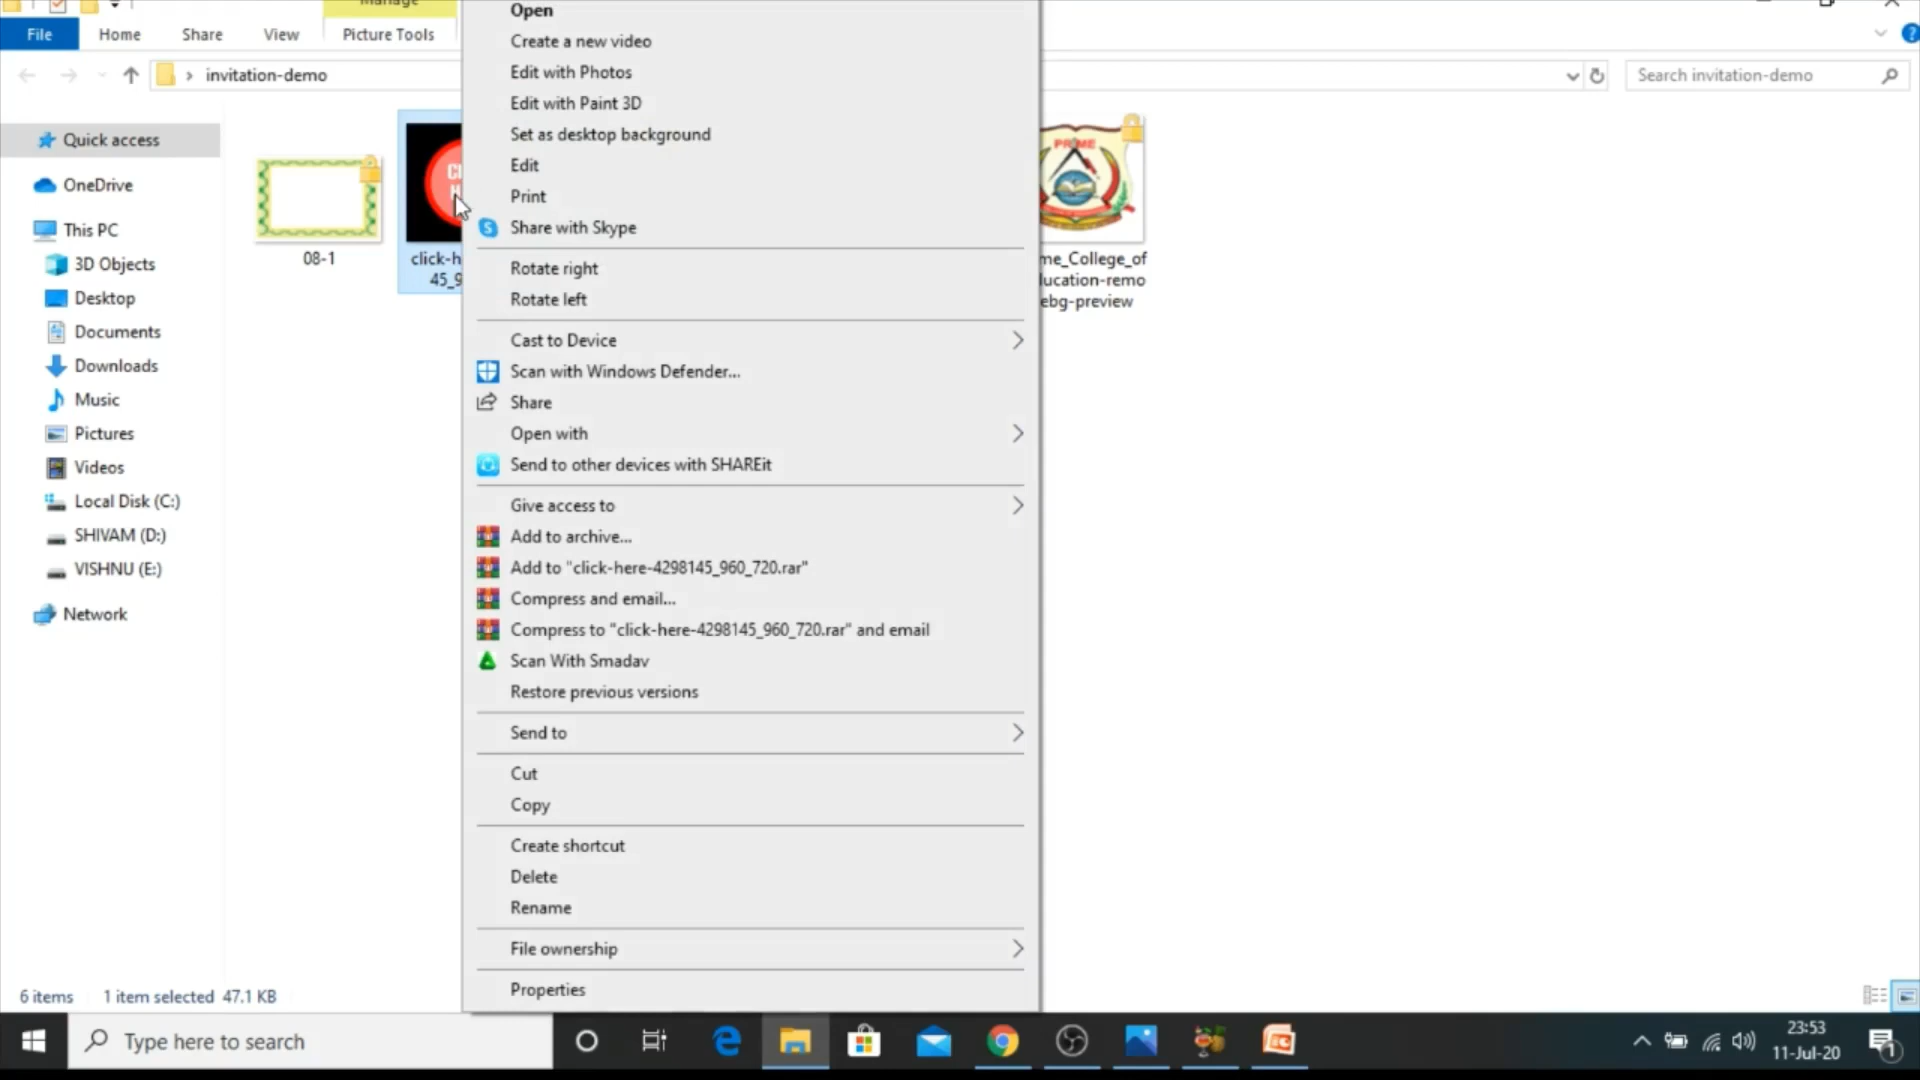 Manage
File
Home
Share
View
Picture Tools
invitation-demo
Search invitation-demo
Quick access
OneDrive
This PC
3D Objects
Desktop
Documents
Downloads
Music
Pictures
Videos
Local Disk (C:)
SHIVAM (D:)
VISHNU (E:)
Network
08-1
click-h
45_9
PRIME
me_College_of
lucation-remo
ebg-preview
Open
Create a new video
Edit with Photos
Edit with Paint 3D
Set as desktop background
Edit
Print
Share with Skype
Rotate right
Rotate left
Cast to Device
Scan with Windows Defender...
Share
Open with
Send to other devices with SHAREit
Give access to
Add to archive...
Add to "click-here-4298145_960_720.rar"
Compress and email...
Compress to "click-here-4298145_960_720.rar" and email
Scan With Smadav
Restore previous versions
Send to
Cut
Copy
Create shortcut
Delete
Rename
File ownership
Properties
6 items
1 item selected 47.1 KB
Type here to search
23:53
11-Jul-20
1